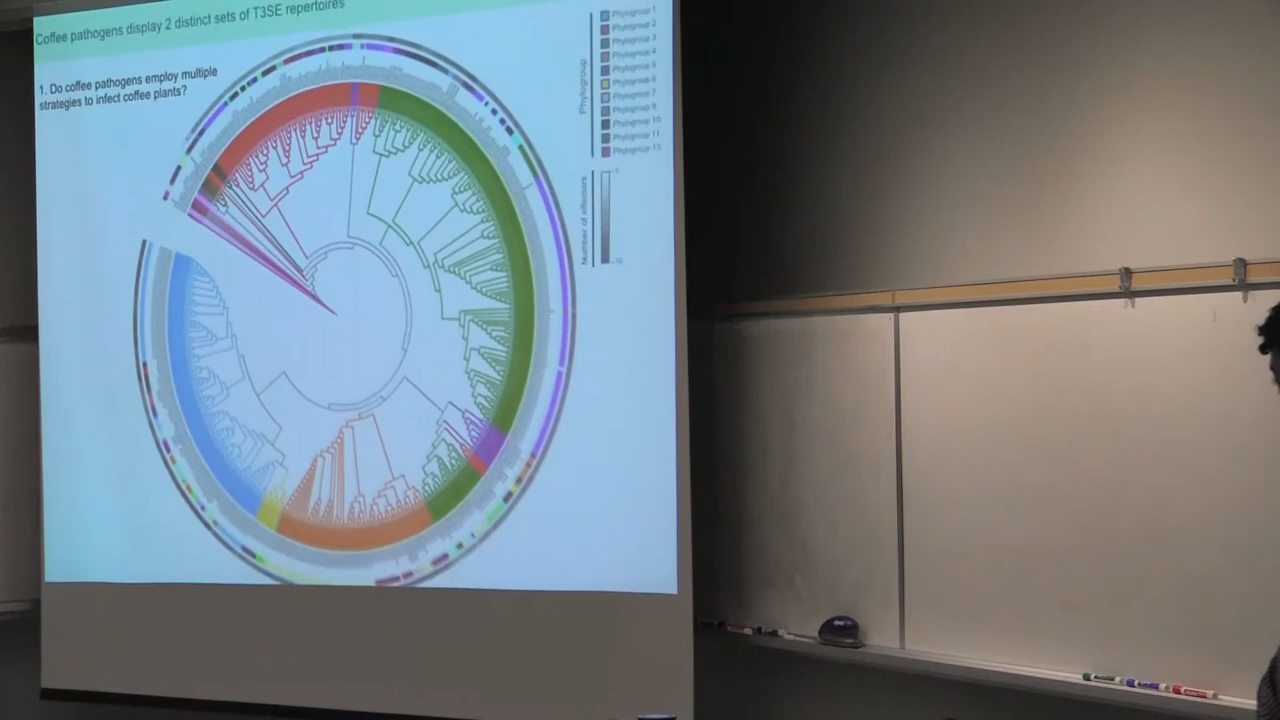 Coffee pathogens display 2 distinct sets of T3SE repertoires
1. Do coffee pathogens employ multiple
strategies to infect coffee plants?
Phylogroup
Phylogroup 1
Phylogroup 2
Phylogroup 3
Phylogroup 4
Phylogroup 5
Phylogroup 6
Phylogroup 7
Phylogroup 9
Phylogroup 10
Phylogroup 11
Phylogroup 13
Number of effectors